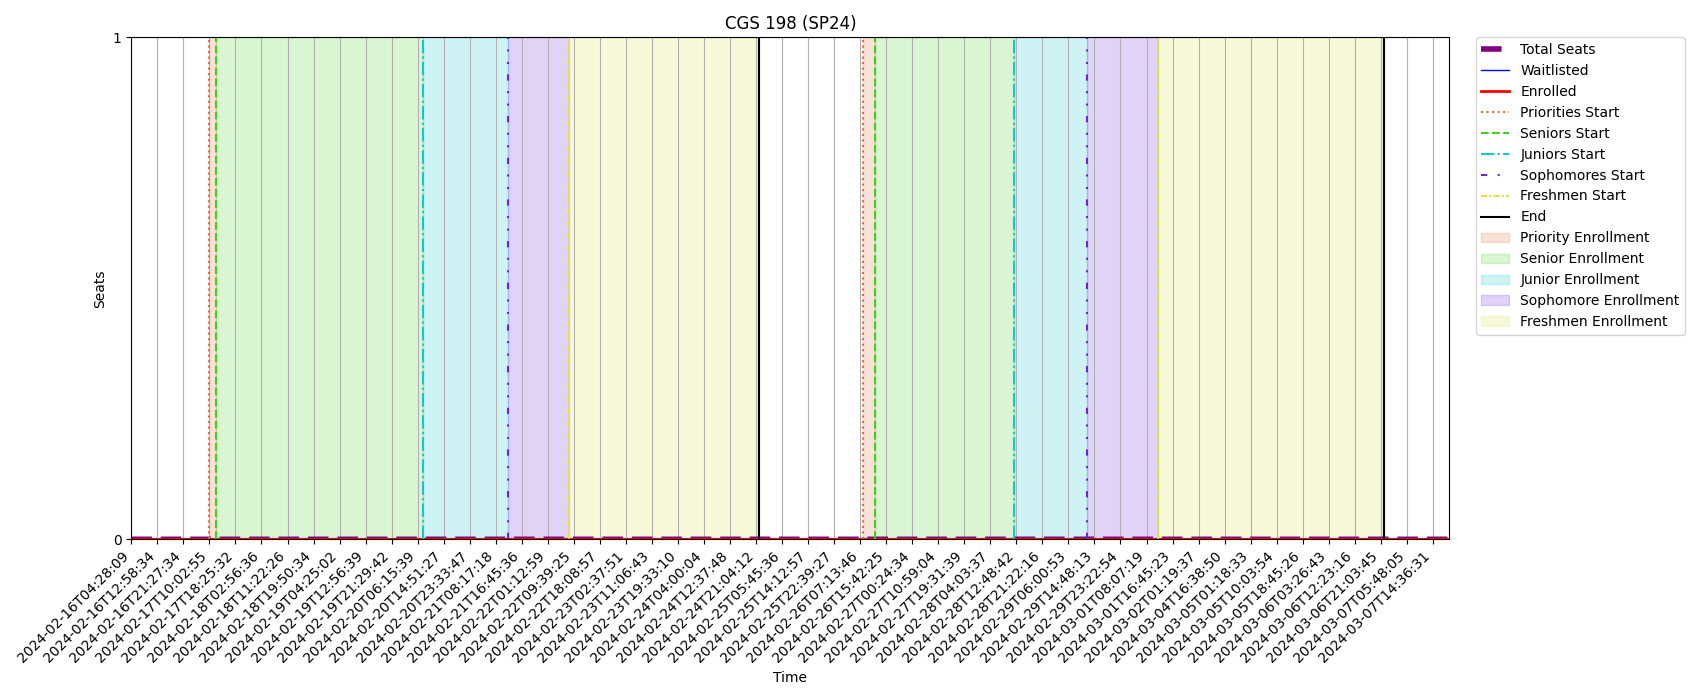 CGS 198 (SP24)
1
0
Seats
2024-02-16T04:28:09
2024-02-16T12:58:34
2024-02-16T21:27:34
2024-02-17T10:02:55
2024-02-17T18:25:32
2024-02-18T02:56:36
2024-02-18T11:22:26
2024-02-18T19:50:34
2024-02-19T04:25:02
2024-02-19T12:56:39
2024-02-19T21:29:42
2024-02-20T06:15:39
2024-02-20T14:51:27
2024-02-20T23:33:47
2024-02-21T08:17:18
2024-02-21T16:45:36
2024-02-22T01:12:59
2024-02-22T09:39:25
2024-02-22T18:08:57
2024-02-23T02:37:51
2024-02-23T11:06:43
2024-02-23T19:33:10
2024-02-24T04:00:04
2024-02-24T12:37:48
2024-02-24T21:04:12
2024-02-25T05:45:36
2024-02-25T14:12:57
2024-02-25T22:39:27
2024-02-26T07:13:46
2024-02-26T15:42:25
2024-02-27T00:24:34
2024-02-27T10:59:04
2024-02-27T19:31:39
2024-02-28T04:03:37
2024-02-28T12:48:42
2024-02-28T21:22:16
2024-02-29T06:00:53
2024-02-29T14:48:13
2024-02-29T23:22:54
2024-03-01T08:07:19
2024-03-01T16:45:23
2024-03-02T01:19:37
2024-03-04T16:38:50
2024-03-05T01:18:33
2024-03-05T10:03:54
2024-03-05T18:45:26
2024-03-06T03:26:43
2024-03-06T12:23:16
2024-03-06T21:03:45
2024-03-07T05:48:05
2024-03-07T14:36:31
Time
Total Seats
Waitlisted
Enrolled
Priorities Start
Seniors Start
Juniors Start
Sophomores Start
Freshmen Start
End
Priority Enrollment
Senior Enrollment
Junior Enrollment
Sophomore Enrollment
Freshmen Enrollment